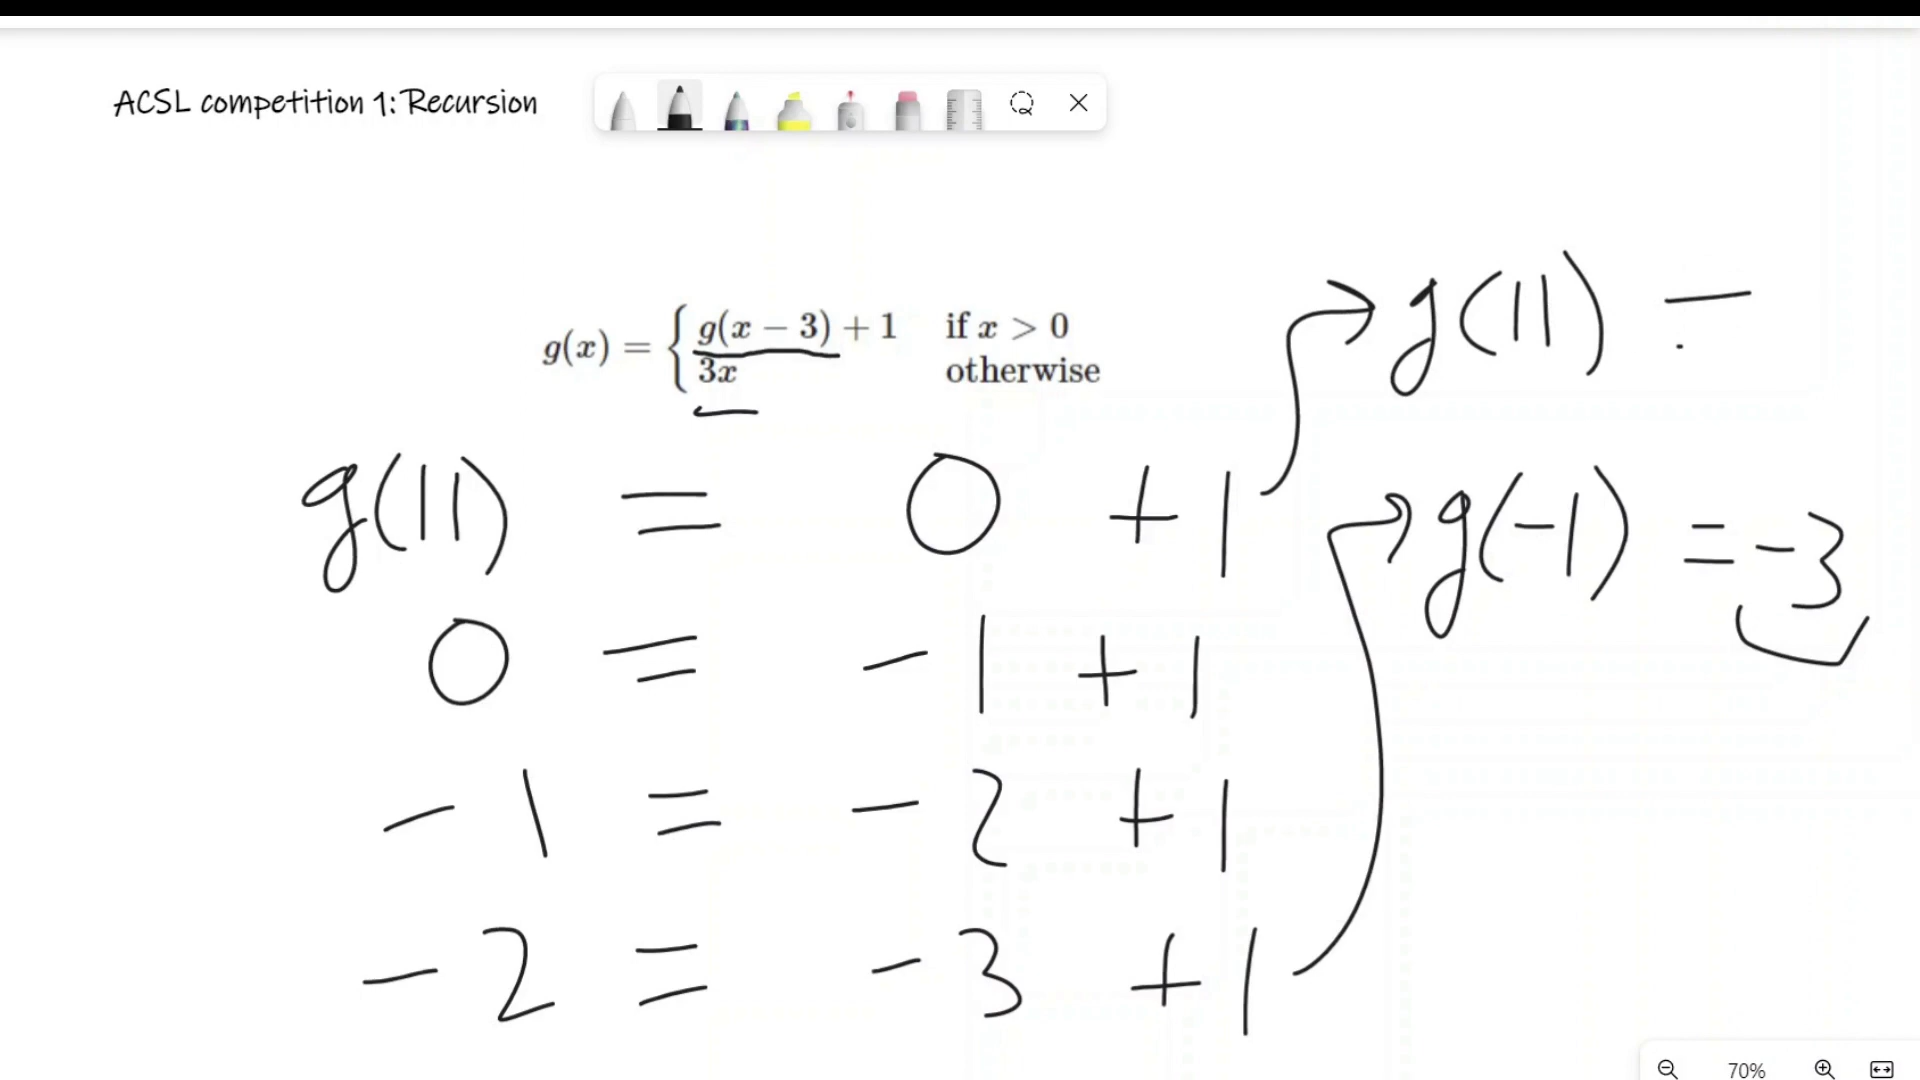 ACSL competition 1: Recursion
g(x) = { g(x − 3) + 1 if x > 0
3x otherwise
g(11) =
g(11) = 0 + 1
g(-1) = -3
0 = -1 + 1
-1 = -2 + 1
-2 = -3 + 1
70%